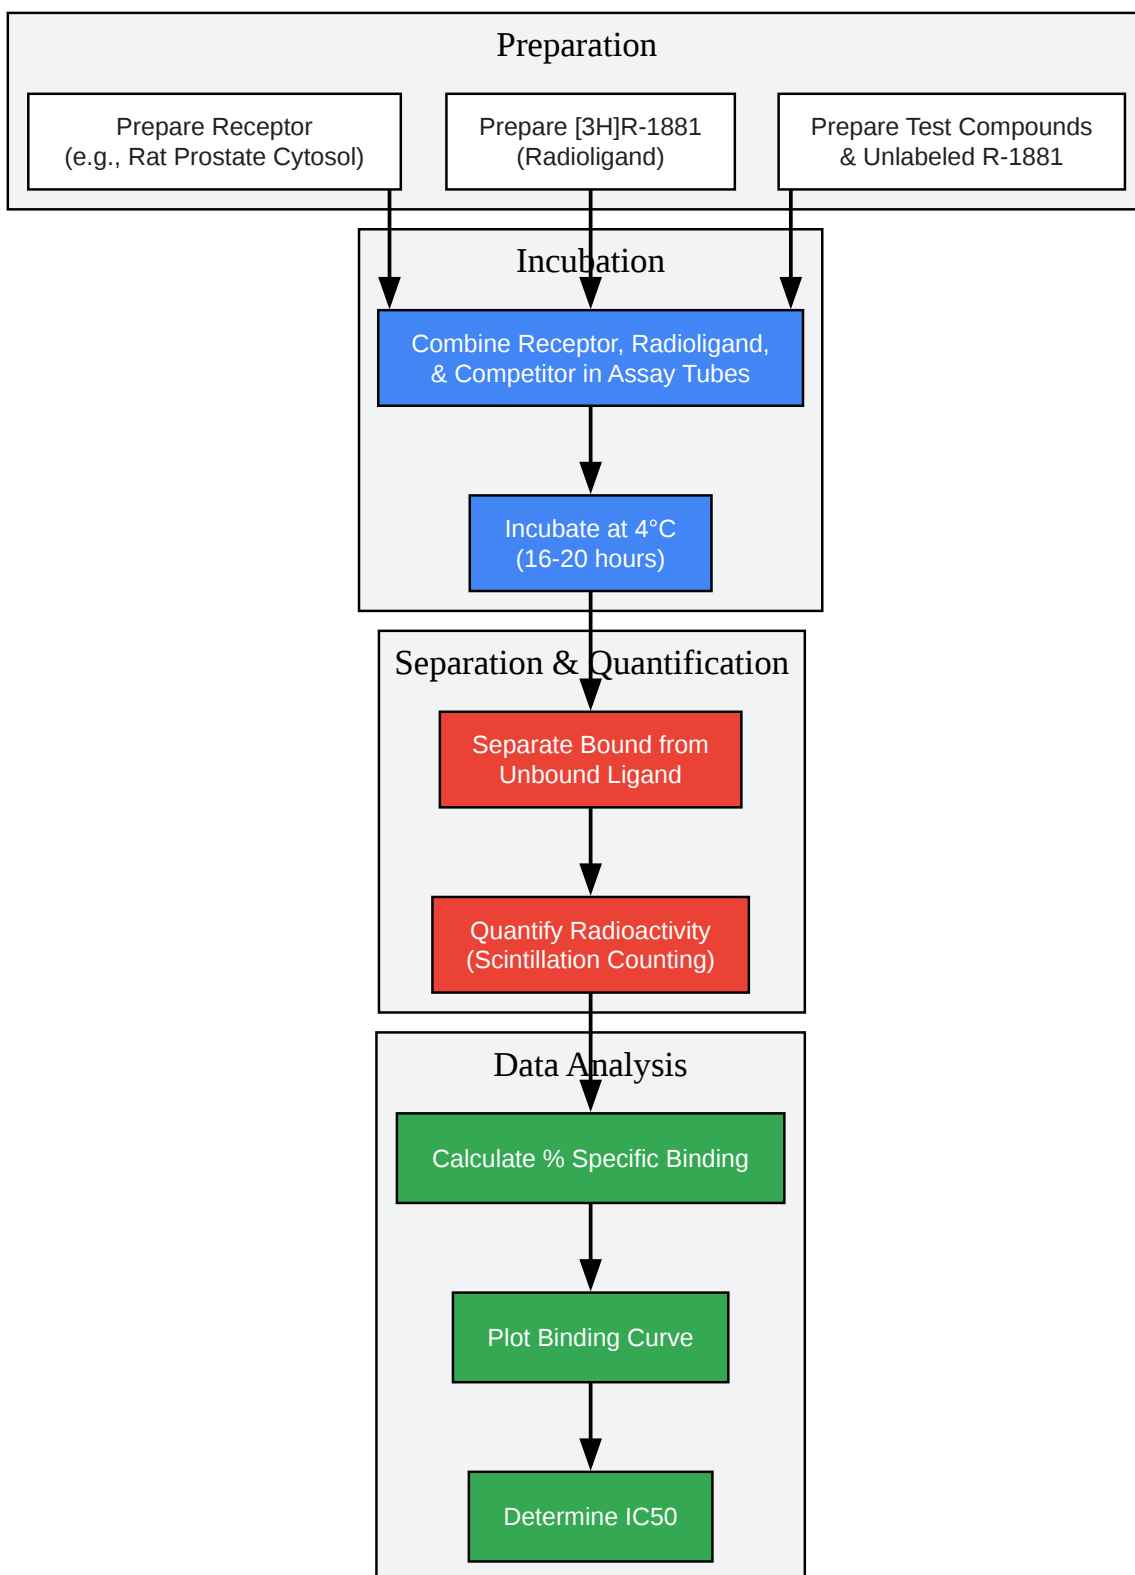 Preparation
Prepare Receptor
(e.g., Rat Prostate Cytosol)
Prepare [3H]R-1881
(Radioligand)
Prepare Test Compounds
& Unlabeled R-1881
Incubation
Combine Receptor, Radioligand,
& Competitor in Assay Tubes
Incubate at 4°C
(16-20 hours)
Separation & Quantification
Separate Bound from
Unbound Ligand
Quantify Radioactivity
(Scintillation Counting)
Data Analysis
Calculate % Specific Binding
Plot Binding Curve
Determine IC50